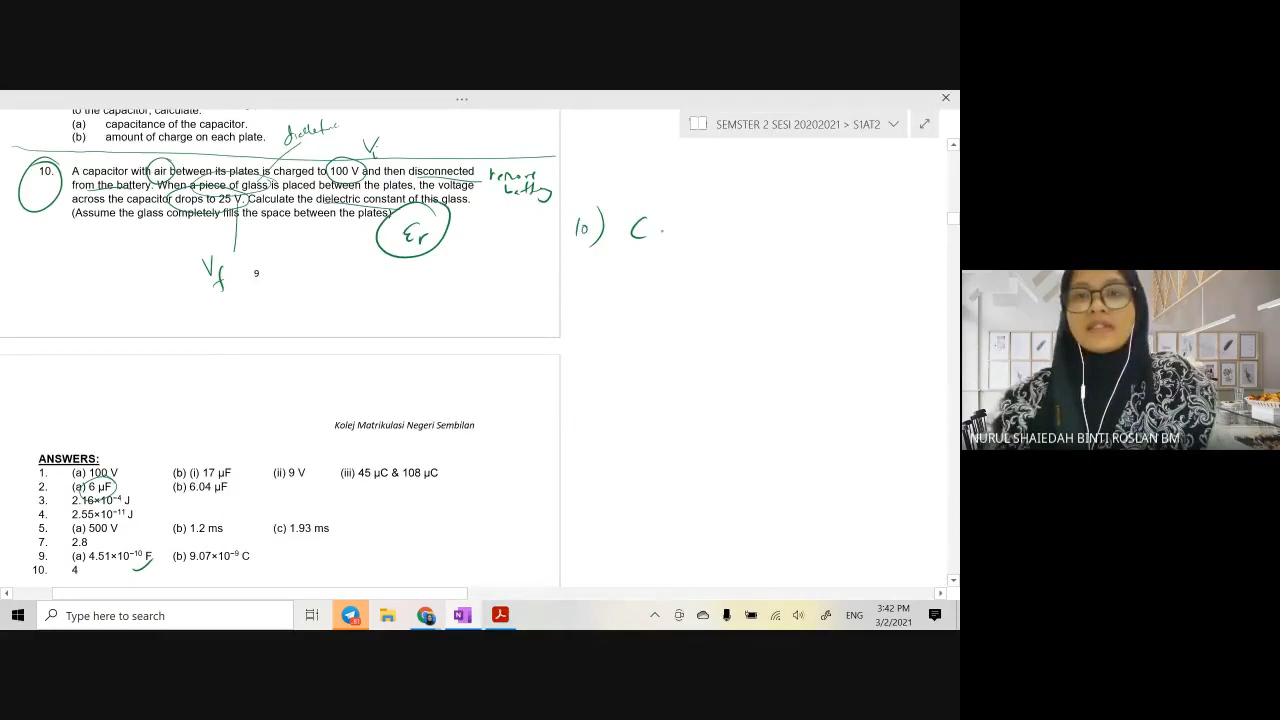 to the capacitor, calculate:
(a) capacitance of the capacitor.
(b) amount of charge on each plate.
dielectric
Vi
10. A capacitor with air between its plates is charged to 100 V and then disconnected
from the battery. When a piece of glass is placed between the plates, the voltage
across the capacitor drops to 25 V. Calculate the dielectric constant of this glass.
(Assume the glass completely fills the space between the plates)
remove
battery
εr
Vf
9
Kolej Matrikulasi Negeri Sembilan
ANSWERS:
1. (a) 100 V (b) (i) 17 µF (ii) 9 V (iii) 45 µC & 108 µC
2. (a) 6 µF (b) 6.04 µF
3. 2.16×10⁻⁴ J
4. 2.55×10⁻¹¹ J
5. (a) 500 V (b) 1.2 ms (c) 1.93 ms
7. 2.8
9. (a) 4.51×10⁻¹⁰ F (b) 9.07×10⁻⁹ C
10. 4
SEMSTER 2 SESI 20202021 > S1AT2
10) C
NURUL SHAIEDAH BINTI ROSLAN BM
Type here to search
ENG
3:42 PM
3/2/2021